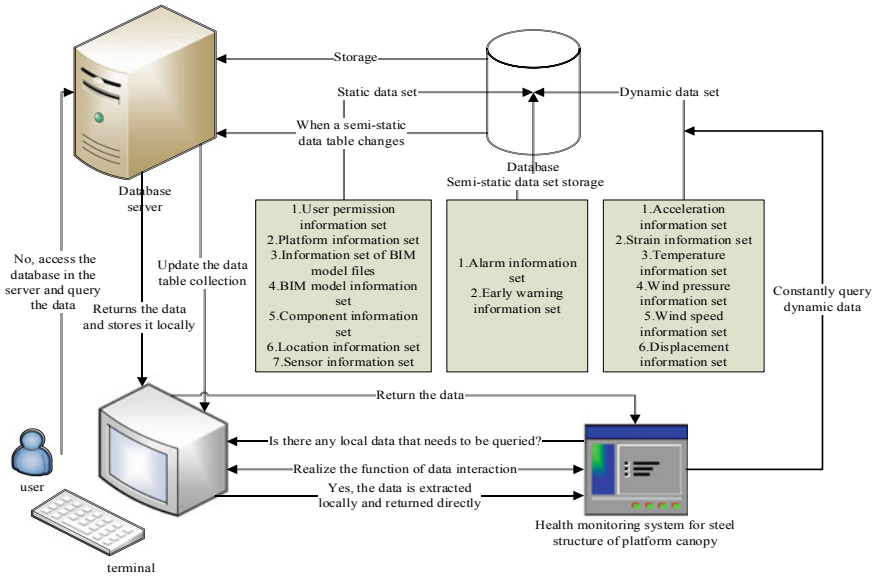 Storage
Static data set
Dynamic data set
When a semi-static
data table changes
Database
Semi-static data set storage
Database
server
1.User permission
information set
2.Platform information set
3.Information set of BIM
model files
4.BIM model information
set
5.Component information
set
6.Location information set
7.Sensor information set
1.Alarm information
set
2.Early warning
information set
1.Acceleration
information set
2.Strain information set
3.Temperature
information set
4.Wind pressure
information set
5.Wind speed
information set
6.Displacement
information set
No, access the
database in the
server and query
the data
Update the data
table collection
Returns the data
and stores it locally
Constantly query
dynamic data
Return the data
Is there any local data that needs to be queried?
Realize the function of data interaction
Yes, the data is extracted
locally and returned directly
user
terminal
Health monitoring system for steel
structure of platform canopy